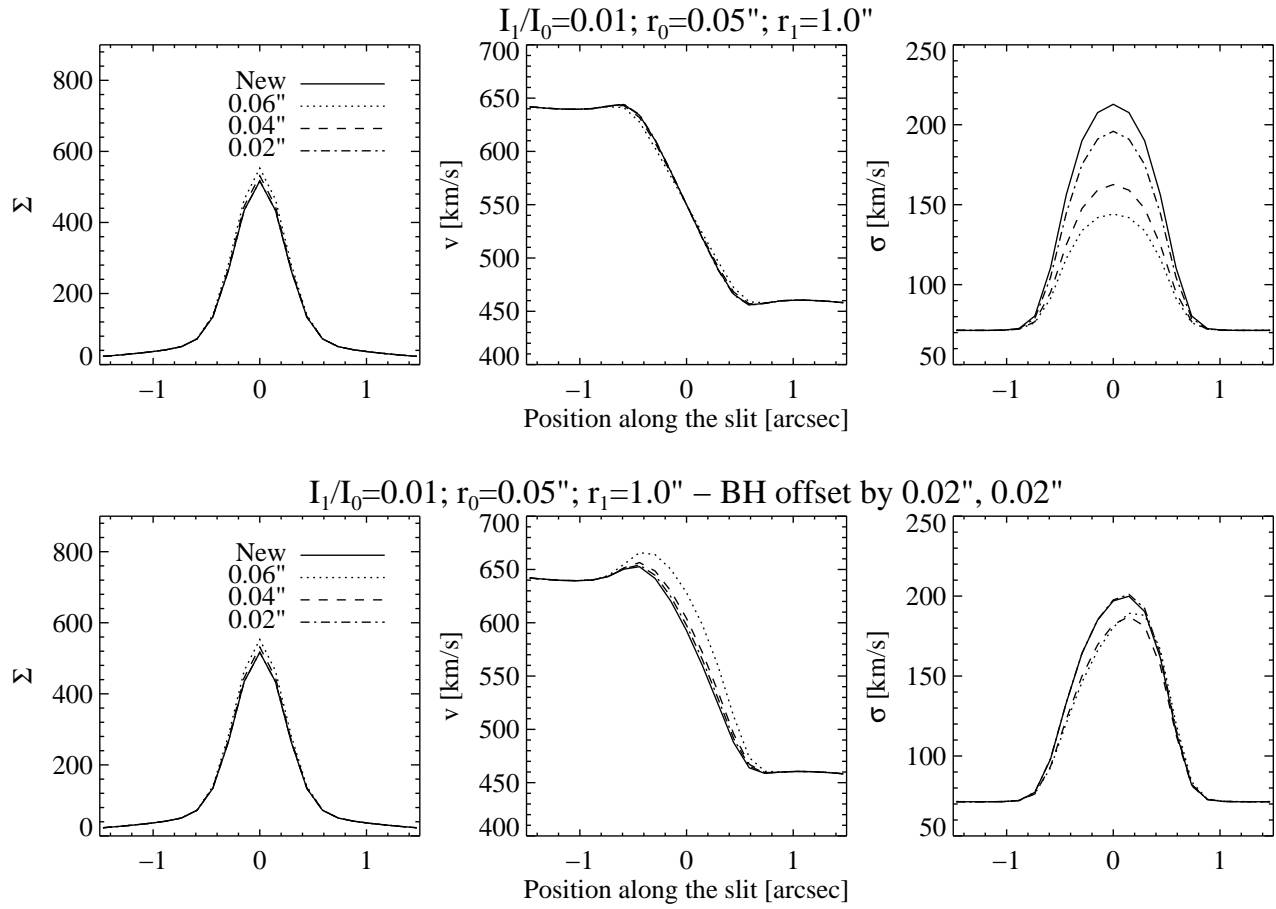 I₁/I₀=0.01; r₀=0.05"; r₁=1.0"
800
600
400
200
0
Σ
New
0.06"
0.04"
0.02"
−1 0 1
700
650
600
550
500
450
400
v [km/s]
−1 0 1
Position along the slit [arcsec]
250
200
150
100
50
σ [km/s]
−1 0 1
I₁/I₀=0.01; r₀=0.05"; r₁=1.0" − BH offset by 0.02", 0.02"
800
600
400
200
0
Σ
New
0.06"
0.04"
0.02"
−1 0 1
700
650
600
550
500
450
400
v [km/s]
−1 0 1
Position along the slit [arcsec]
250
200
150
100
50
σ [km/s]
−1 0 1